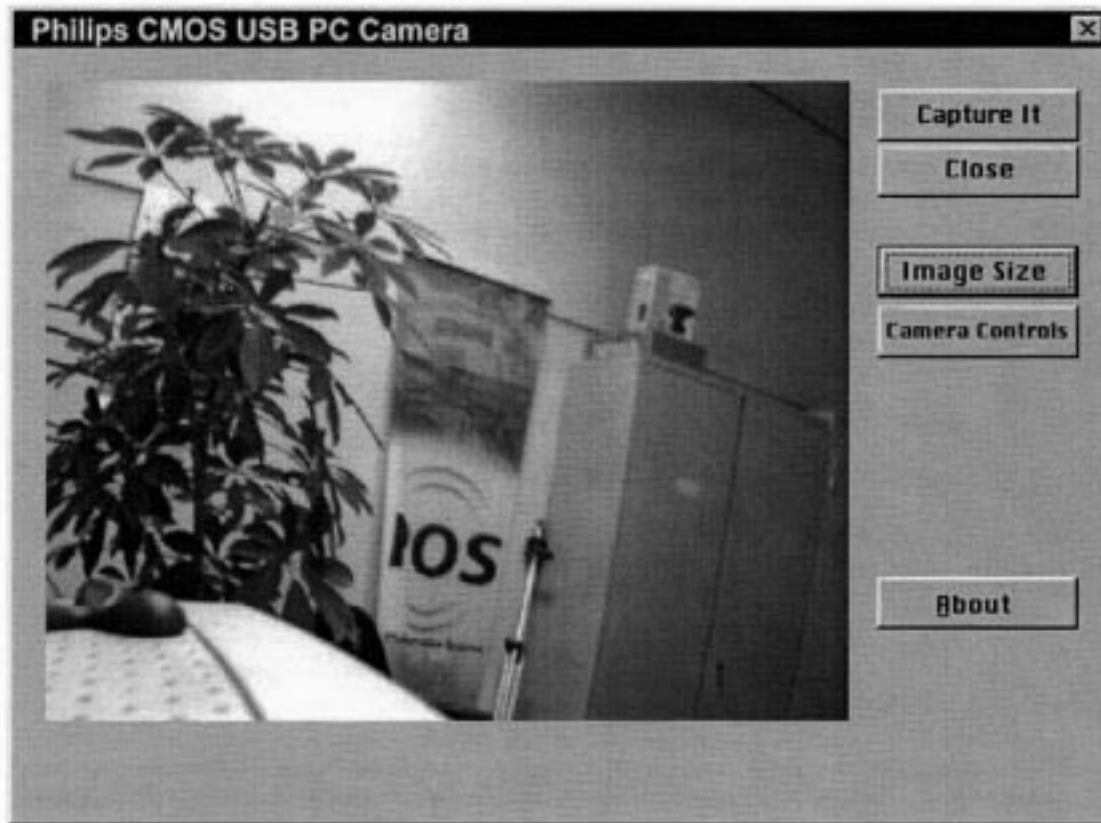 Philips CMOS USB PC Camera
Capture It
Close
Image Size
Camera Controls
IOS
About